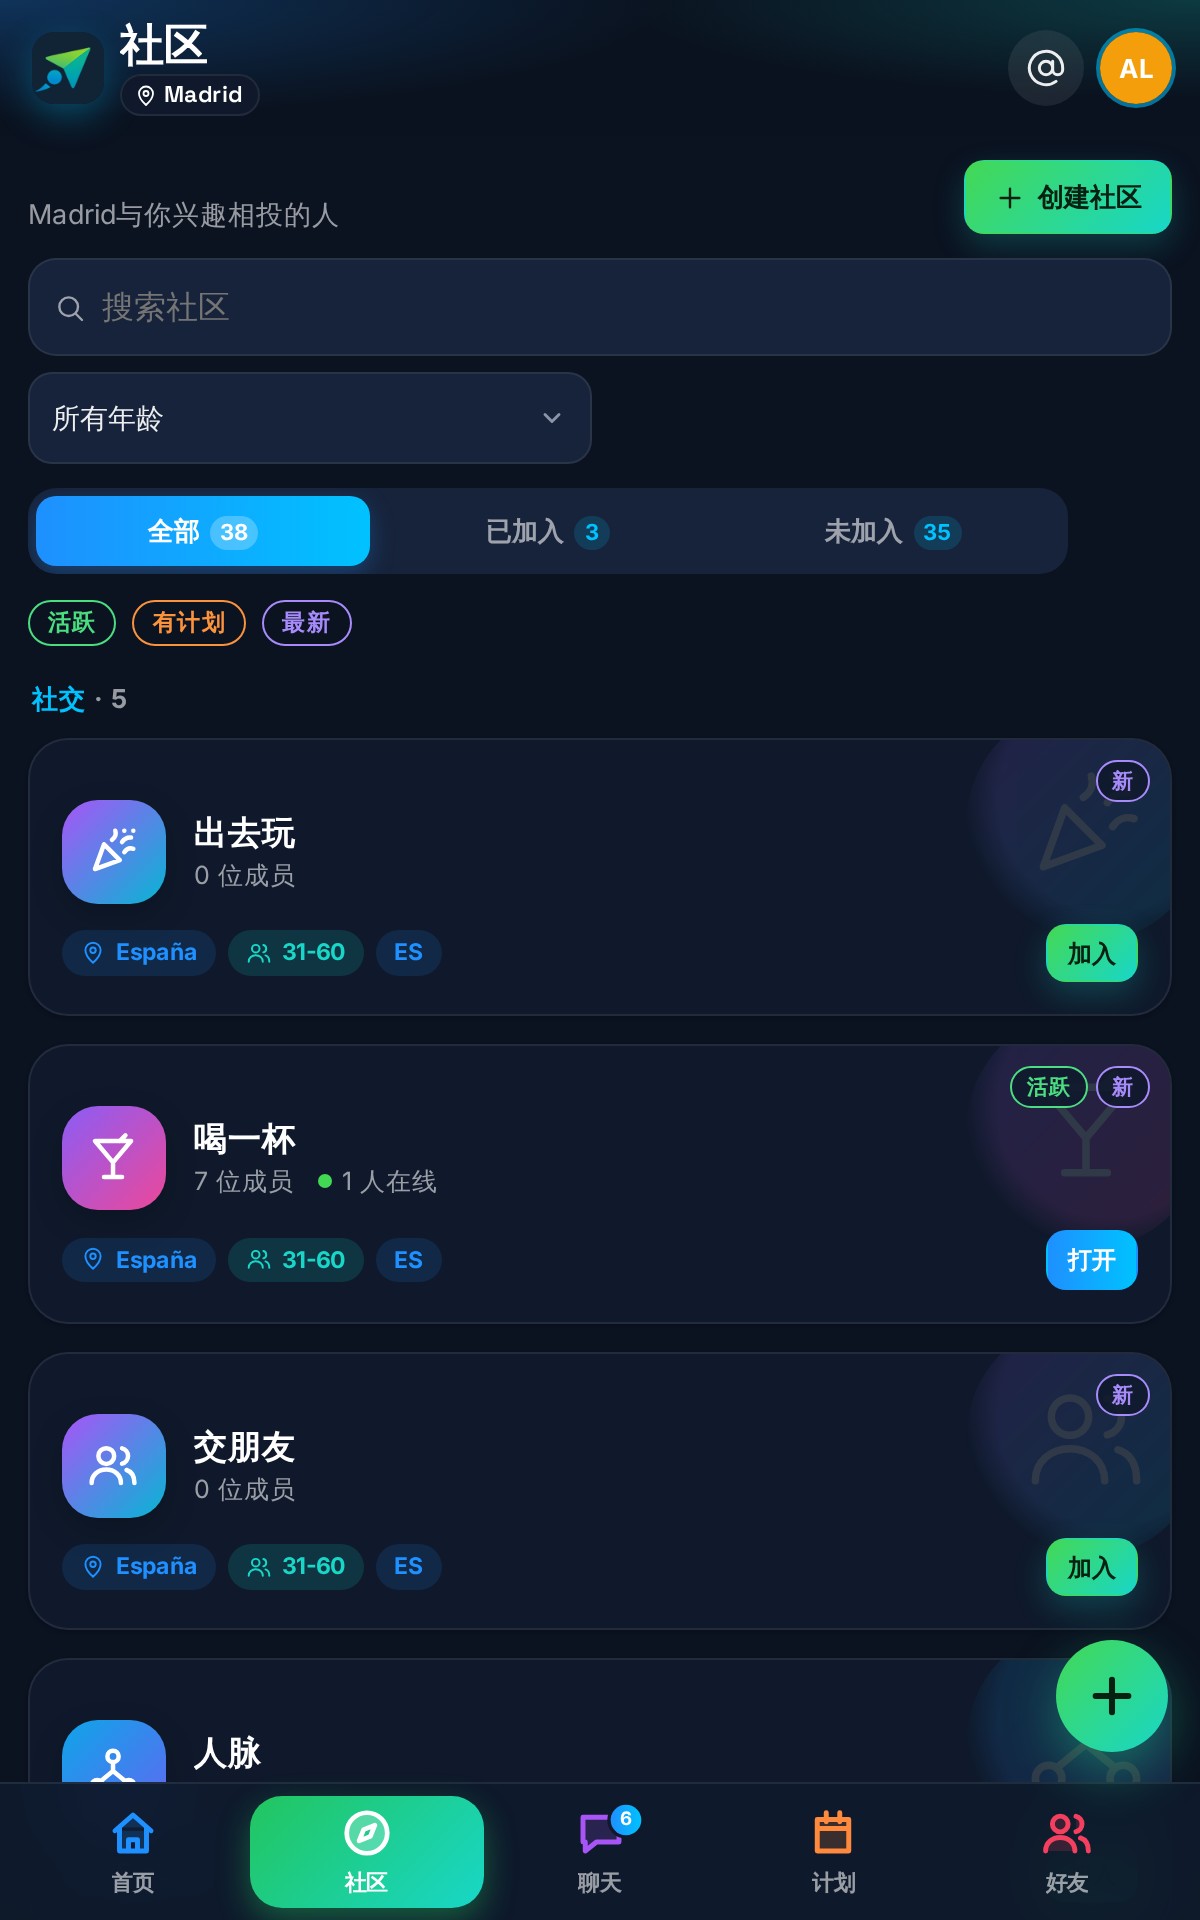 社区
Madrid
AL
Madrid与你兴趣相投的人
创建社区
搜索社区
所有年龄
全部 38
已加入 3
未加入 35
活跃 有计划 最新
社交 · 5
新
出去玩
0 位成员
España 31-60 ES
加入
活跃 新
喝一杯
7 位成员 1 人在线
España 31-60 ES
打开
新
交朋友
0 位成员
España 31-60 ES
加入
人脉
6
首页 社区 聊天 计划 好友